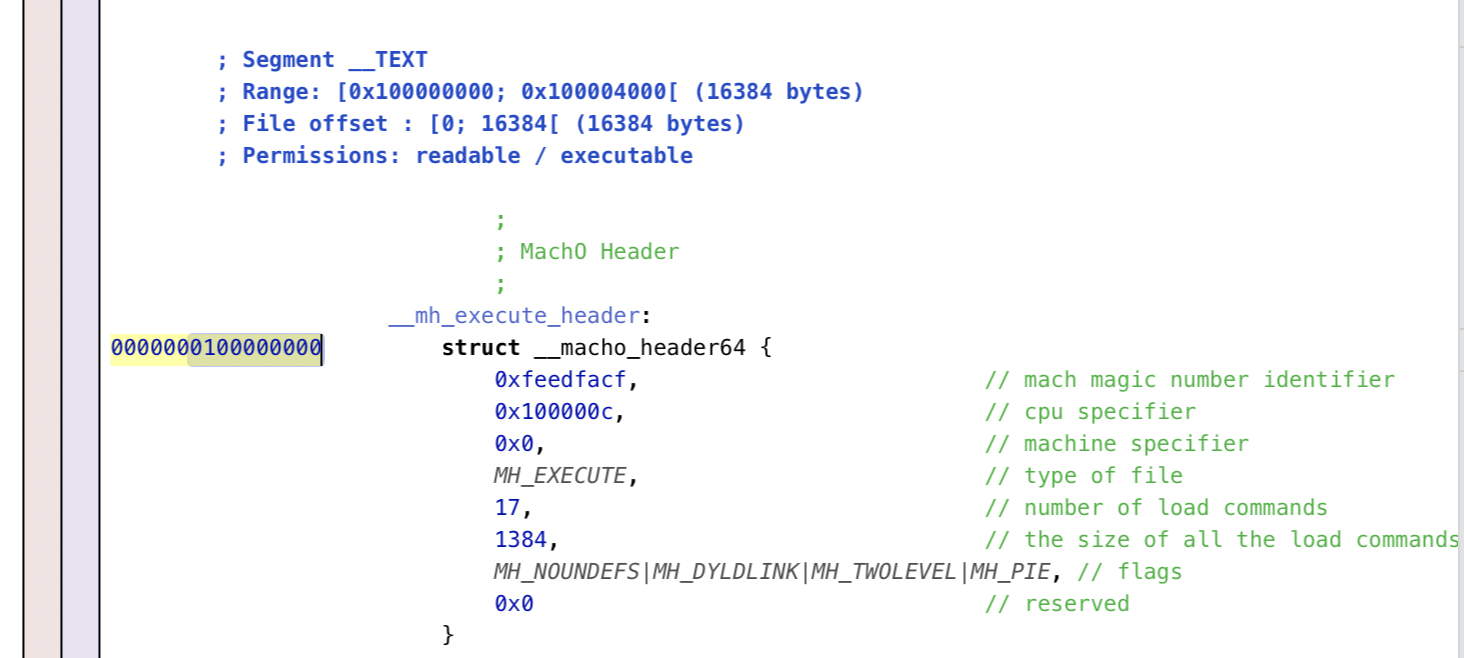 ; Segment __TEXT
; Range: [0x100000000; 0x100004000[ (16384 bytes)
; File offset : [0; 16384[ (16384 bytes)
; Permissions: readable / executable
;
; MachO Header
;
__mh_execute_header:
0000000100000000 struct __macho_header64 {
0xfeedfacf, // mach magic number identifier
0x100000c, // cpu specifier
0x0, // machine specifier
MH_EXECUTE, // type of file
17, // number of load commands
1384, // the size of all the load commands
MH_NOUNDEFS|MH_DYLDLINK|MH_TWOLEVEL|MH_PIE, // flags
0x0 // reserved
}